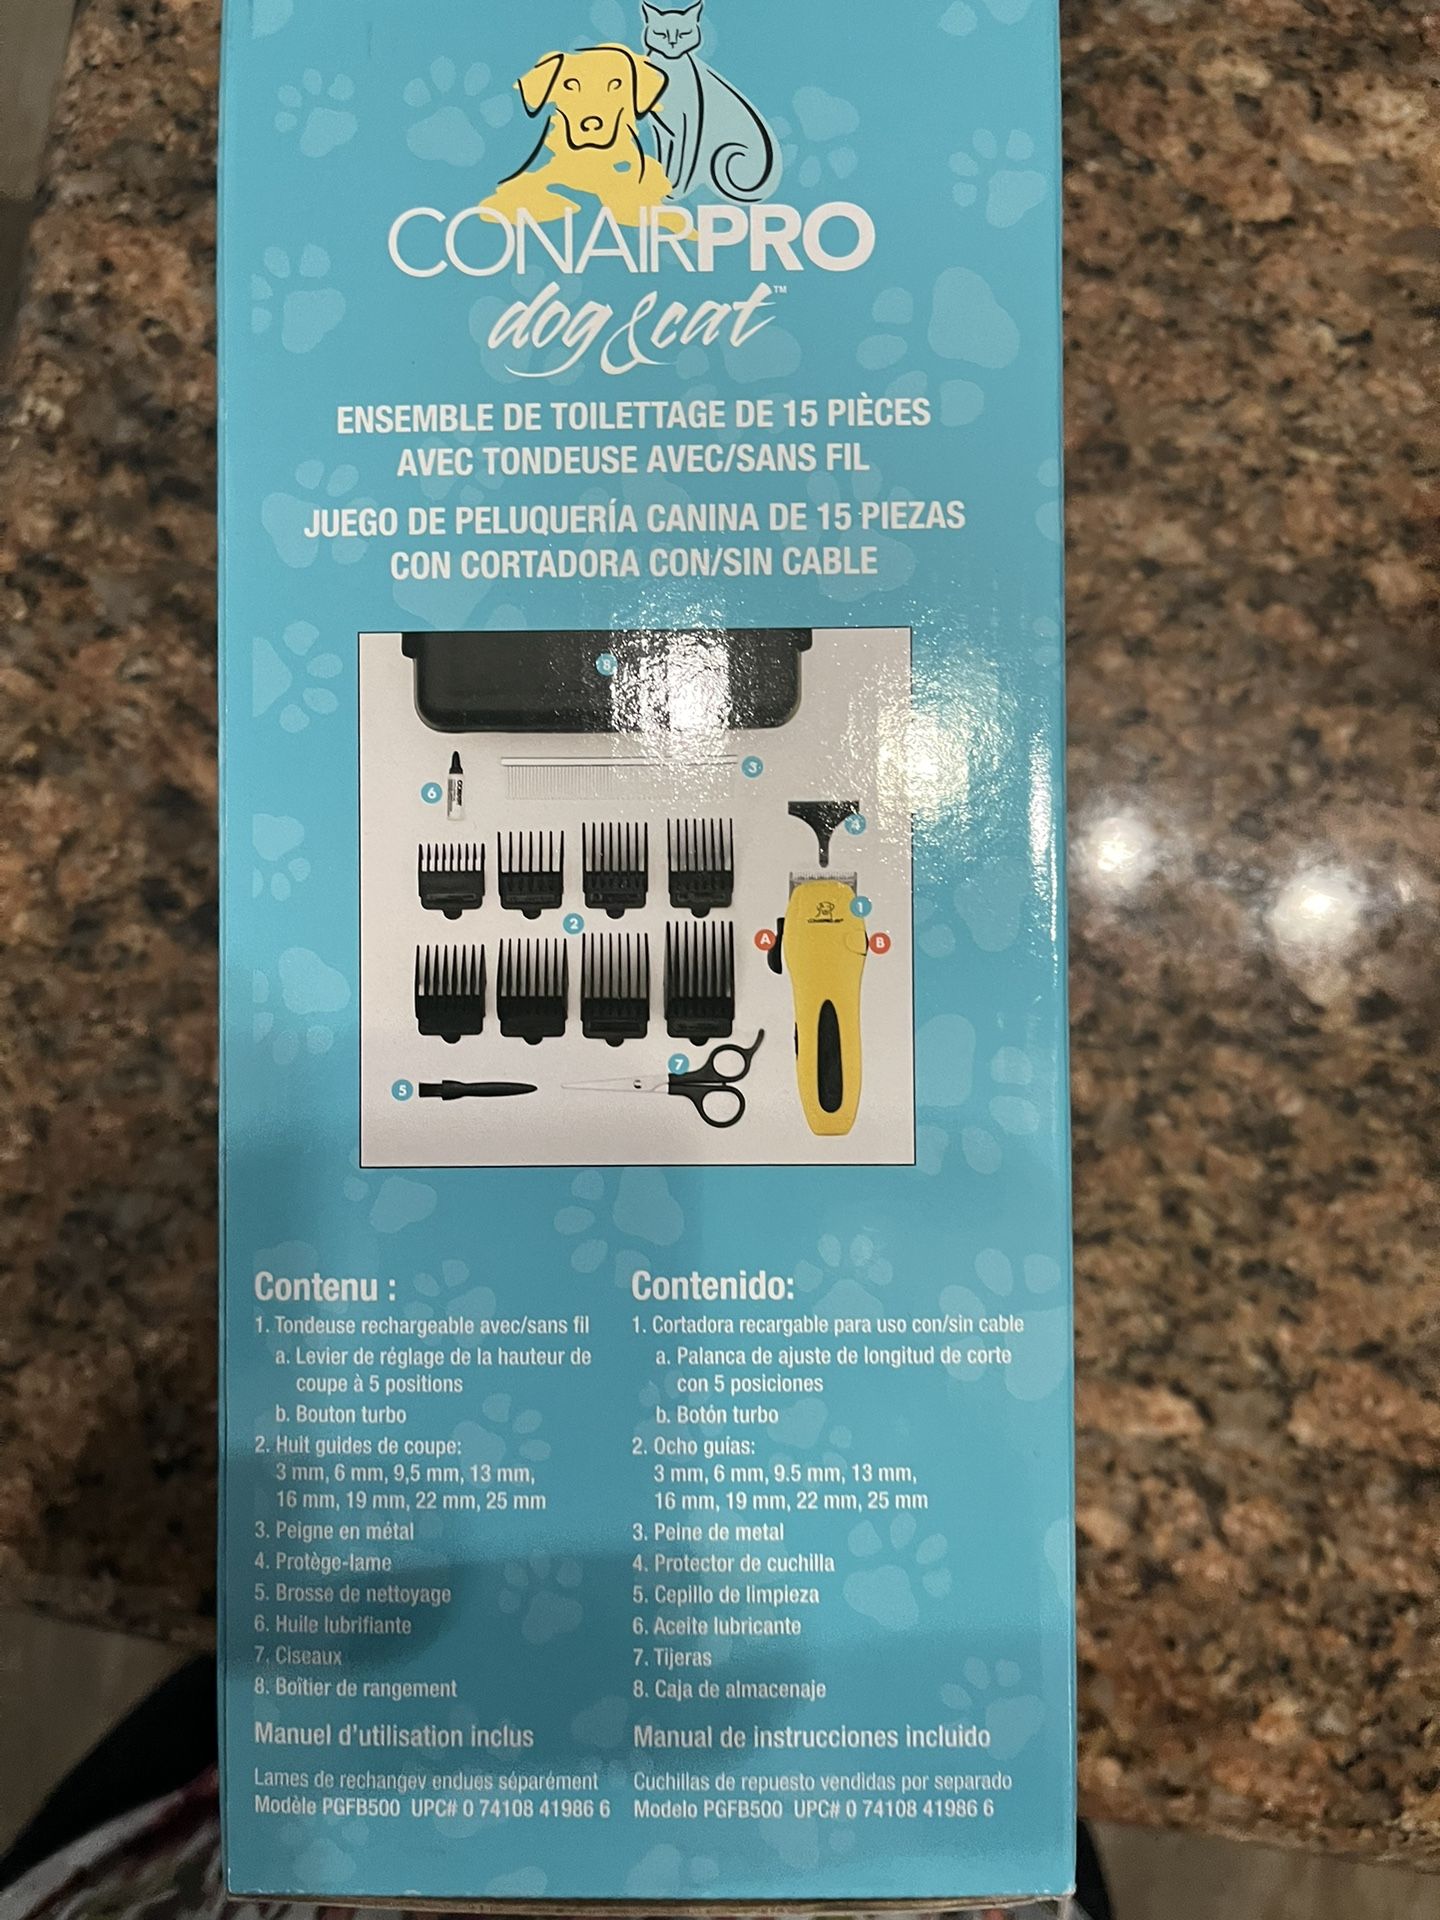 CONAIRPRO
dog&cat™
ENSEMBLE DE TOILETTAGE DE 15 PIÈCES
AVEC TONDEUSE AVEC/SANS FIL
JUEGO DE PELUQUERÍA CANINA DE 15 PIEZAS
CON CORTADORA CON/SIN CABLE
8
3
6
4
1
A
B
2
7
5
Contenu :
1. Tondeuse rechargeable avec/sans fil
a. Levier de réglage de la hauteur de
coupe à 5 positions
b. Bouton turbo
2. Huit guides de coupe:
3 mm, 6 mm, 9,5 mm, 13 mm,
16 mm, 19 mm, 22 mm, 25 mm
3. Peigne en métal
4. Protège-lame
5. Brosse de nettoyage
6. Huile lubrifiante
7. Ciseaux
8. Boîtier de rangement
Manuel d'utilisation inclus
Lames de rechangev endues séparément
Modèle PGFB500 UPC# 0 74108 41986 6
Contenido:
1. Cortadora recargable para uso con/sin cable
a. Palanca de ajuste de longitud de corte
con 5 posiciones
b. Botón turbo
2. Ocho guías:
3 mm, 6 mm, 9.5 mm, 13 mm,
16 mm, 19 mm, 22 mm, 25 mm
3. Peine de metal
4. Protector de cuchilla
5. Cepillo de limpieza
6. Aceite lubricante
7. Tijeras
8. Caja de almacenaje
Manual de instrucciones incluido
Cuchillas de repuesto vendidas por separado
Modelo PGFB500 UPC# 0 74108 41986 6